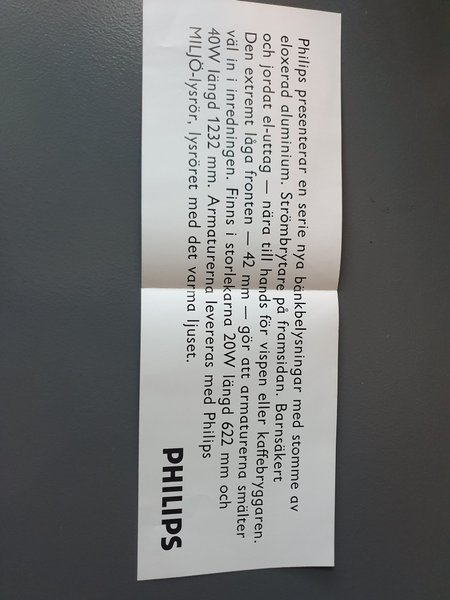 Philips presenterar en serie nya bänkbelysningar med stomme av
eloxerad aluminium. Strömbrytare på framsidan. Barnsäkert
och jordat el-uttag — nära till hands för vispen eller kaffebryggaren.
Den extremt låga fronten — 42 mm — gör att armaturerna smälter
väl in i inredningen. Finns i storlekarna 20W längd 622 mm och
40W längd 1232 mm. Armaturerna levereras med Philips
MILJÖ-lysrör, lysröret med det varma ljuset.
PHILIPS